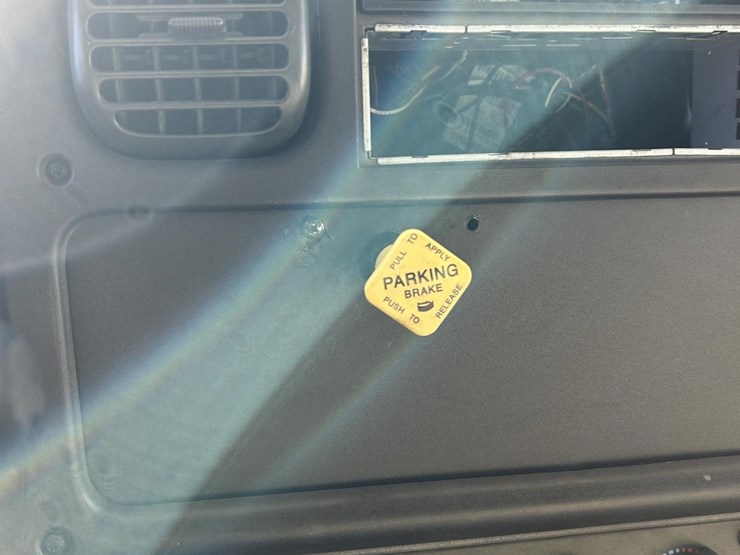 PULL TO APPLY
PARKING
BRAKE
PUSH TO RELEASE